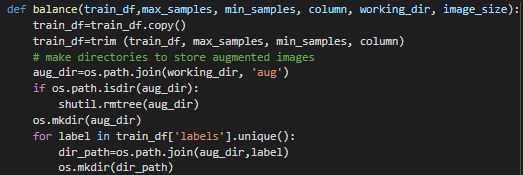 def balance(train_df,max_samples, min_samples, column, working_dir, image_size):
    train_df=train_df.copy()
    train_df=trim (train_df, max_samples, min_samples, column)
    # make directories to store augmented images
    aug_dir=os.path.join(working_dir, 'aug')
    if os.path.isdir(aug_dir):
        shutil.rmtree(aug_dir)
    os.mkdir(aug_dir)
    for label in train_df['labels'].unique():
        dir_path=os.path.join(aug_dir,label)
        os.mkdir(dir_path)